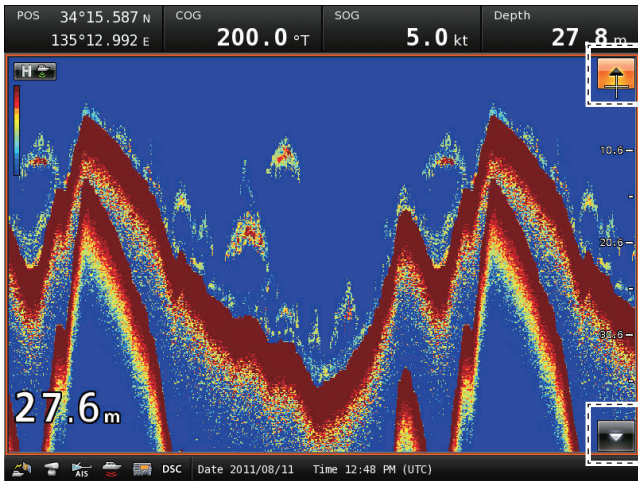 POS 34°15.587 N COG SOG Depth
135°12.992 E 200.0 °T 5.0 kt 27.8 m
H
10.6
20.6
30.6
27.6m
AIS DSC Date 2011/08/11 Time 12:48 PM (UTC)